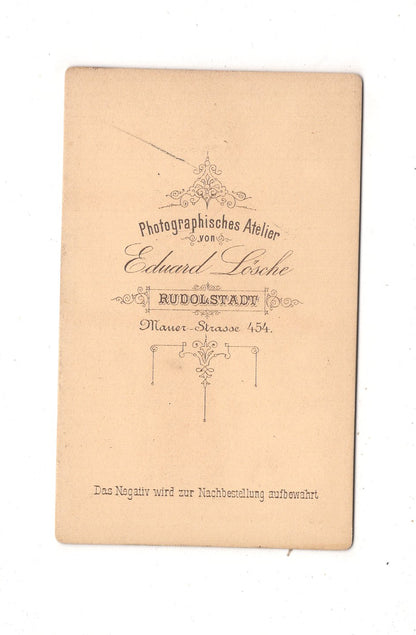 Photographisches Atelier
von
Eduard Lösche
RUDOLSTADT
Mauer-Strasse 454.
Das Negativ wird zur Nachbestellung aufbewahrt